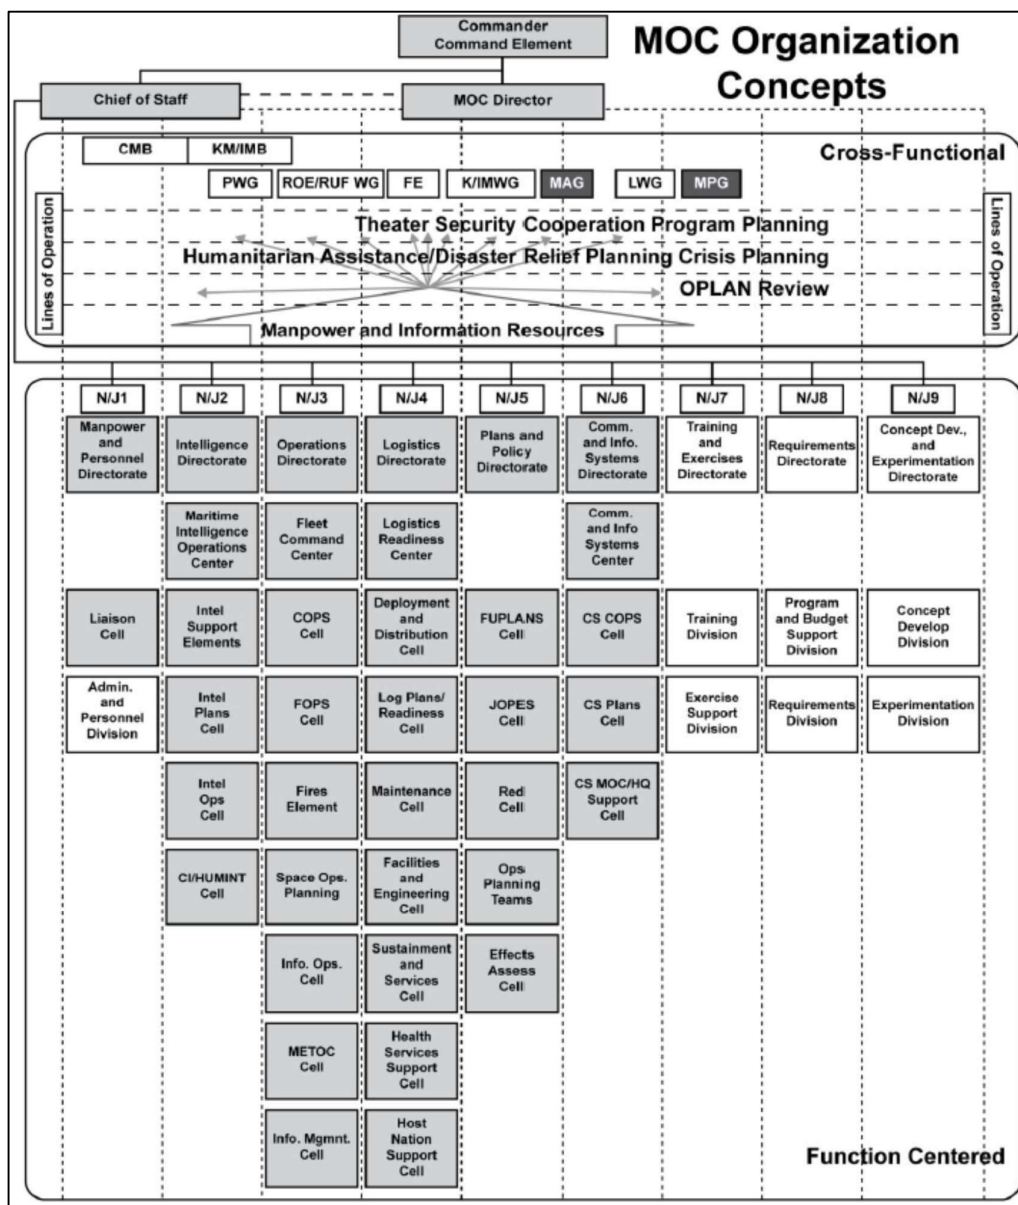 Commander
Command Element
MOC Organization
Concepts
Chief of Staff
MOC Director
Cross-Functional
CMB
KM/IMB
PWG
ROE/RUF WG
FE
K/IMWG
MAG
LWG
MPG
Lines of Operation
Lines of Operation
Theater Security Cooperation Program Planning
Humanitarian Assistance/Disaster Relief Planning Crisis Planning
OPLAN Review
Manpower and Information Resources
N/J1
N/J2
N/J3
N/J4
N/J5
N/J6
N/J7
N/J8
N/J9
Manpower
and
Personnel
Directorate
Intelligence
Directorate
Operations
Directorate
Logistics
Directorate
Plans and
Policy
Directorate
Comm.
and Info.
Systems
Directorate
Training
and
Exercises
Directorate
Requirements
Directorate
Concept Dev.,
and
Experimentation
Directorate
Maritime
Intelligence
Operations
Center
Fleet
Command
Center
Logistics
Readiness
Center
Comm.
and Info
Systems
Center
Liaison
Cell
Intel
Support
Elements
COPS
Cell
Deployment
and
Distribution
Cell
FUPLANS
Cell
CS COPS
Cell
Training
Division
Program
and Budget
Support
Division
Concept
Develop
Division
Admin.
and
Personnel
Division
Intel
Plans
Cell
FOPS
Cell
Log Plans/
Readiness
Cell
JOPES
Cell
CS Plans
Cell
Exercise
Support
Division
Requirements
Division
Experimentation
Division
Intel
Ops
Cell
Fires
Element
Maintenance
Cell
Red
Cell
CS MOC/HQ
Support
Cell
CI/HUMINT
Cell
Space Ops.
Planning
Facilities
and
Engineering
Cell
Ops
Planning
Teams
Info. Ops.
Cell
Sustainment
and
Services
Cell
Effects
Assess
Cell
METOC
Cell
Health
Services
Support
Cell
Info. Mgmnt.
Cell
Host
Nation
Support
Cell
Function Centered